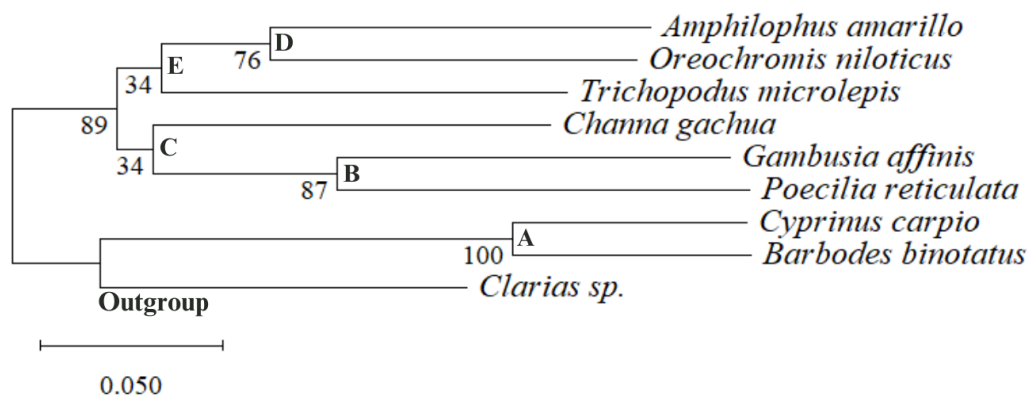 Amphilophus amarillo
D
76
Oreochromis niloticus
E
34
Trichopodus microlepis
89
Channa gachua
C
34
Gambusia affinis
B
87
Poecilia reticulata
Cyprinus carpio
A
100
Barbodes binotatus
Clarias sp.
Outgroup
0.050